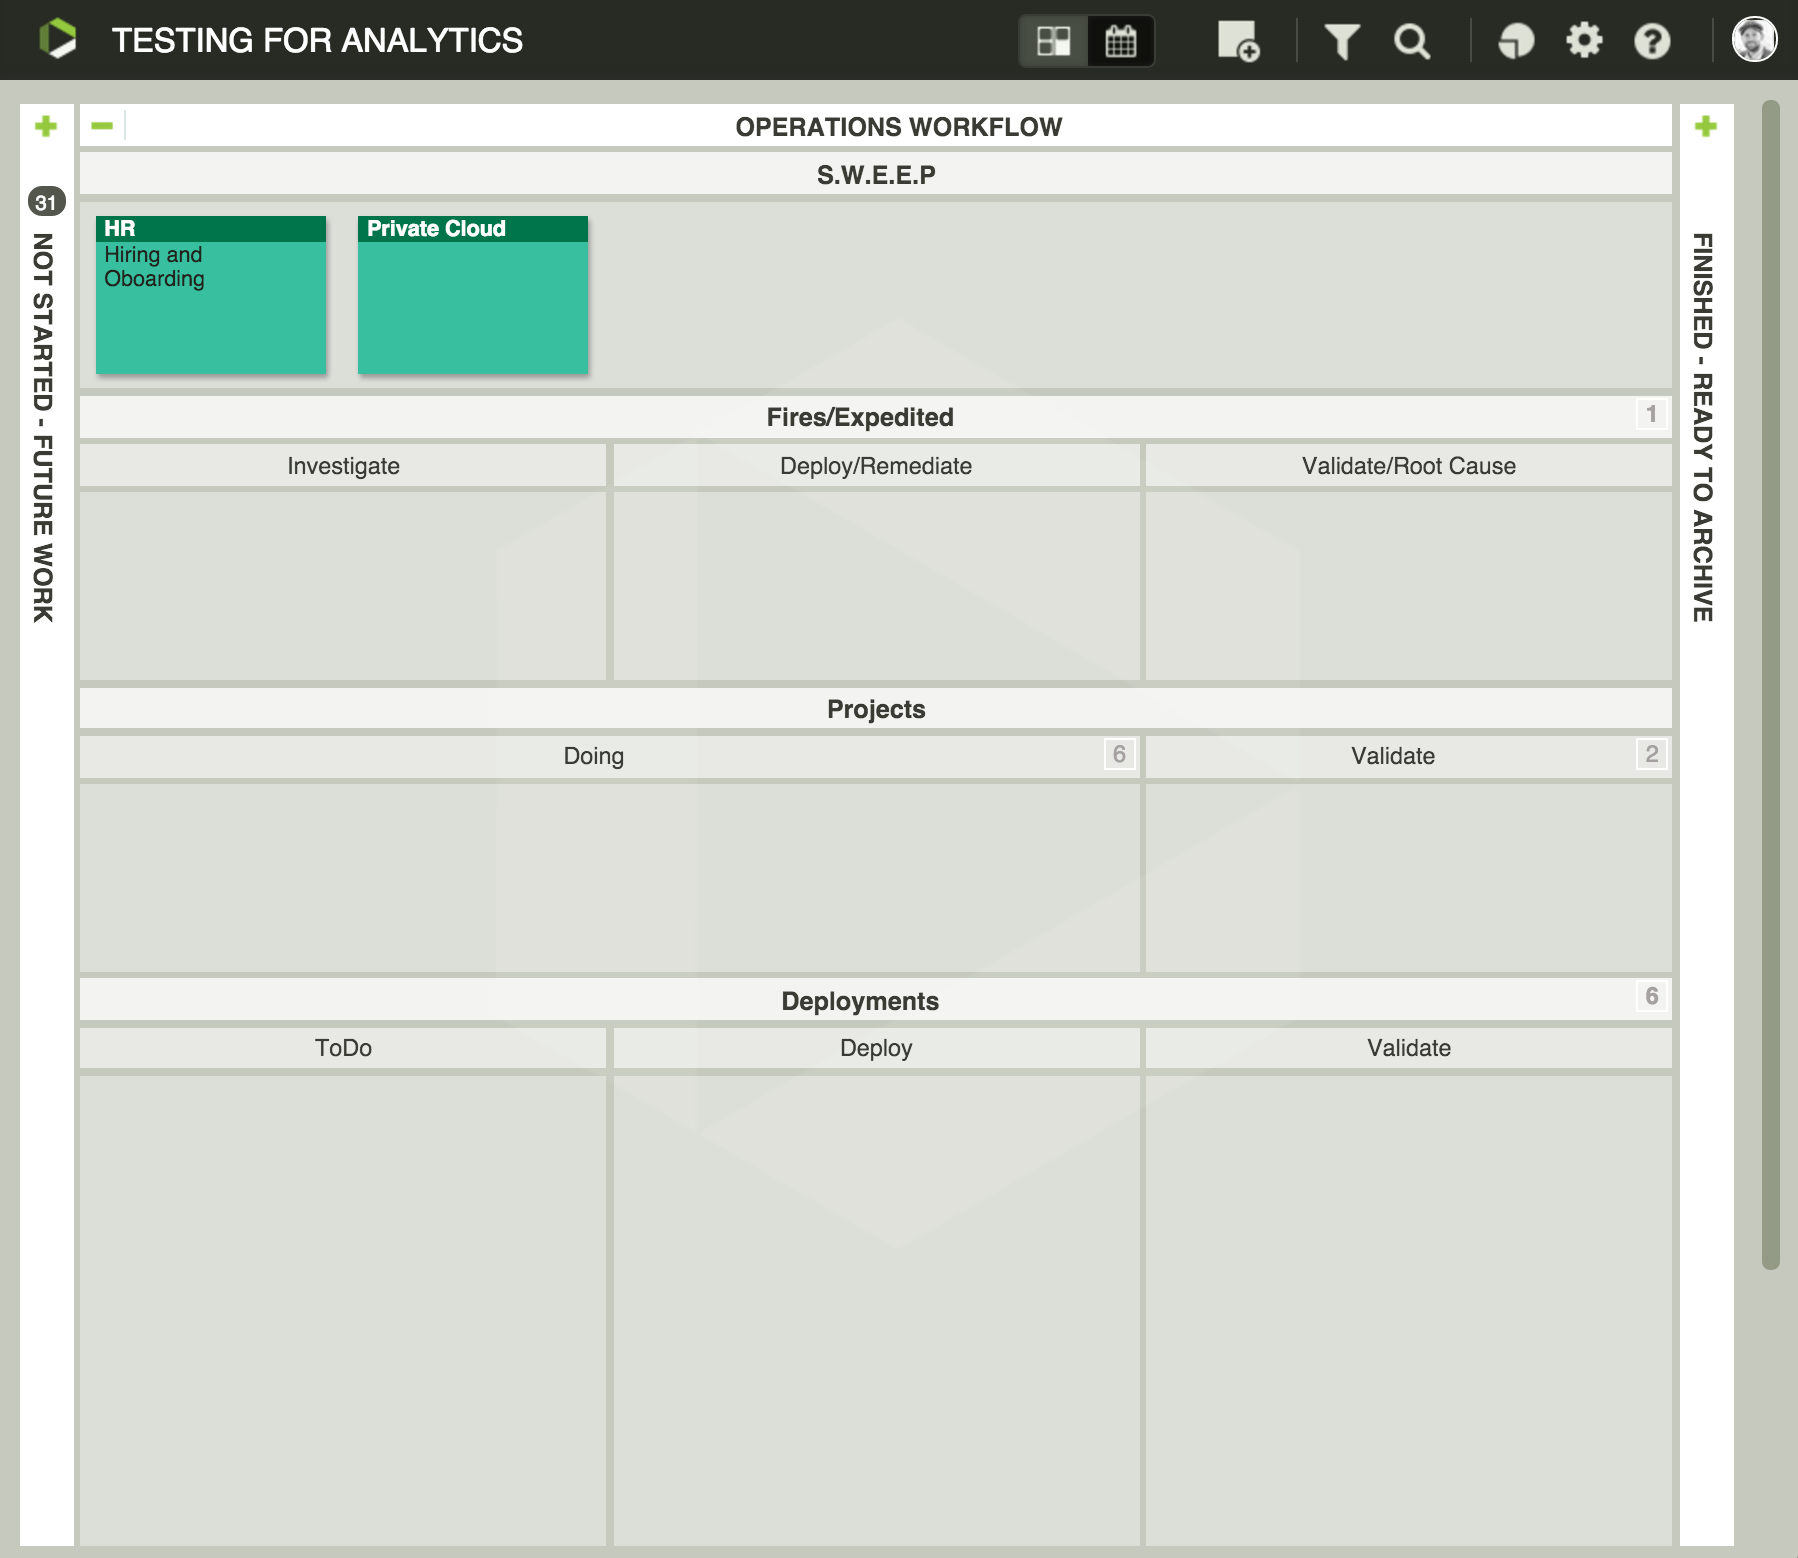 TESTING FOR ANALYTICS
OPERATIONS WORKFLOW
31
NOT STARTED - FUTURE WORK
S.W.E.E.P
HR
Hiring and
Oboarding
Private Cloud
Fires/Expedited
1
Investigate
Deploy/Remediate
Validate/Root Cause
Projects
Doing
6
Validate
2
Deployments
6
ToDo
Deploy
Validate
FINISHED - READY TO ARCHIVE